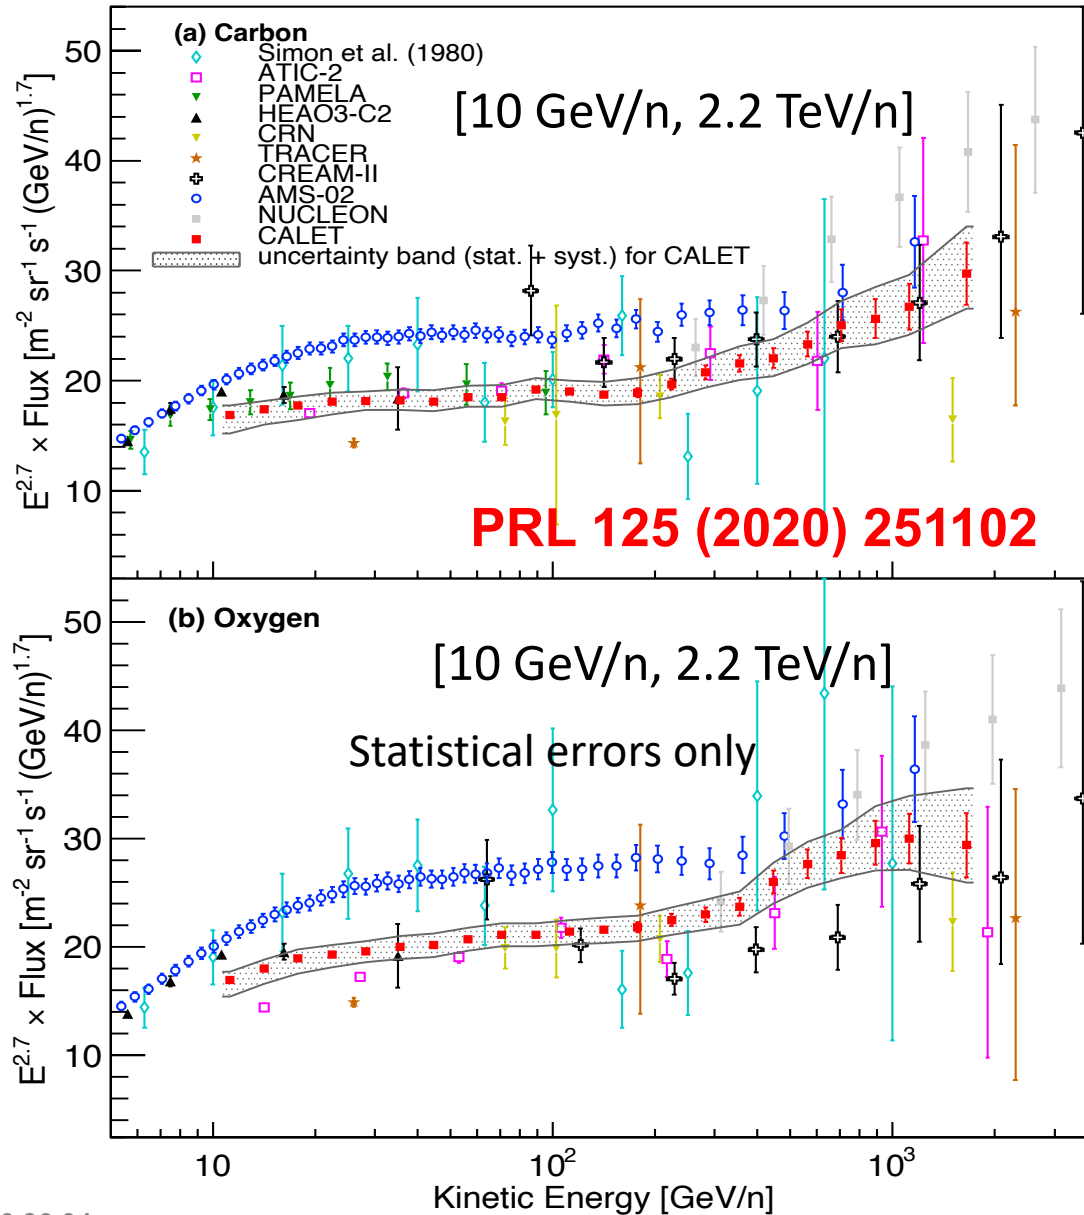 50
40
30
20
10
E^2.7 × Flux [m^-2 sr^-1 s^-1 (GeV/n)^1.7]
(a) Carbon
Simon et al. (1980)
ATIC-2
PAMELA
HEAO3-C2
CRN
TRACER
CREAM-II
AMS-02
NUCLEON
CALET
uncertainty band (stat. + syst.) for CALET
[10 GeV/n, 2.2 TeV/n]
PRL 125 (2020) 251102
50
40
30
20
10
E^2.7 × Flux [m^-2 sr^-1 s^-1 (GeV/n)^1.7]
(b) Oxygen
[10 GeV/n, 2.2 TeV/n]
Statistical errors only
10 10^2 10^3
Kinetic Energy [GeV/n]